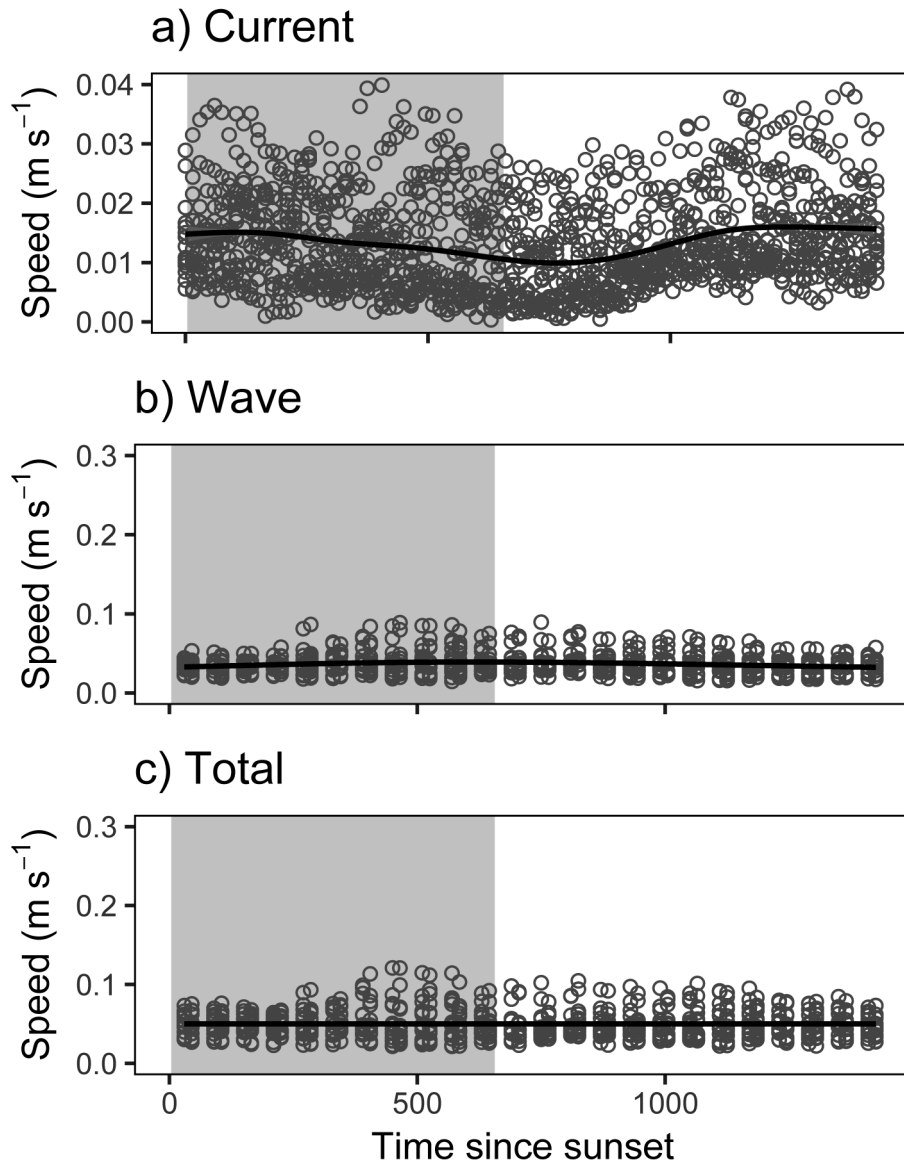 a) Current
Speed (m s⁻¹)
0.04
0.03
0.02
0.01
0.00
b) Wave
Speed (m s⁻¹)
0.3
0.2
0.1
0.0
c) Total
Speed (m s⁻¹)
0.3
0.2
0.1
0.0
0 500 1000
Time since sunset